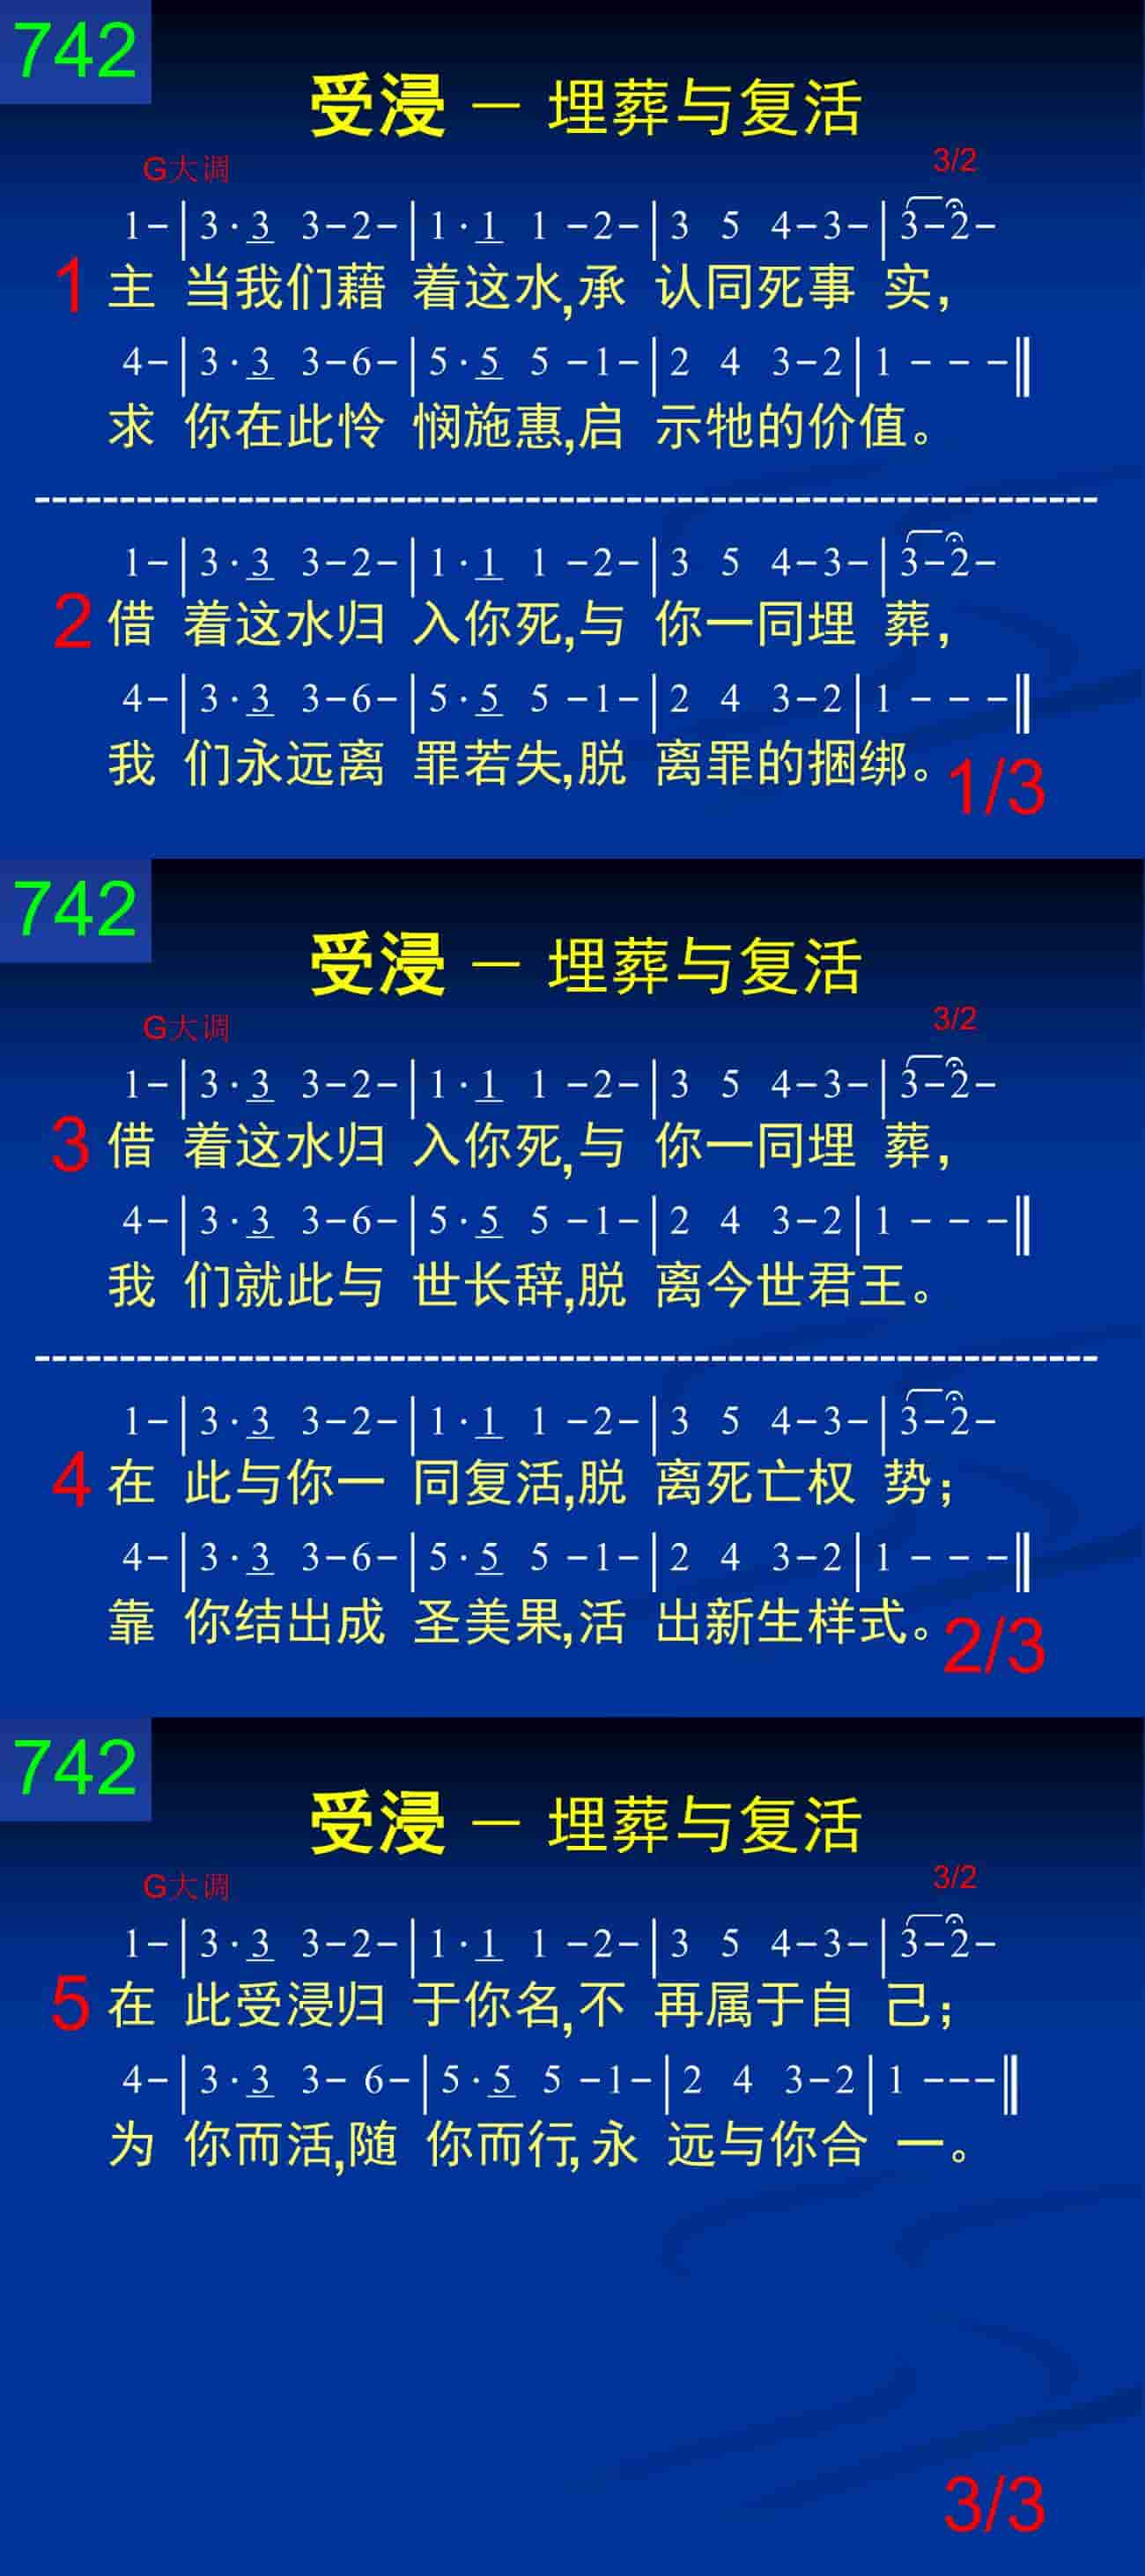 742
受浸 — 埋葬与复活
G大调 3/2
1-|3·3 3-2-|1·1 1-2-|3 5 4-3-|3-2-
1 主 当我们藉 着这水,承 认同死事 实,
4-|3·3 3-6-|5·5 5-1-|2 4 3-2|1 - - -‖
求 你在此怜 悯施惠,启 示牠的价值。
1-|3·3 3-2-|1·1 1-2-|3 5 4-3-|3-2-
2 借 着这水归 入你死,与 你一同埋 葬,
4-|3·3 3-6-|5·5 5-1-|2 4 3-2|1 - - -‖
我 们永远离 罪若失,脱 离罪的捆绑。
1/3
742
受浸 — 埋葬与复活
G大调 3/2
1-|3·3 3-2-|1·1 1-2-|3 5 4-3-|3-2-
3 借 着这水归 入你死,与 你一同埋 葬,
4-|3·3 3-6-|5·5 5-1-|2 4 3-2|1 - - -‖
我 们就此与 世长辞,脱 离今世君王。
1-|3·3 3-2-|1·1 1-2-|3 5 4-3-|3-2-
4 在 此与你一 同复活,脱 离死亡权 势;
4-|3·3 3-6-|5·5 5-1-|2 4 3-2|1 - - -‖
靠 你结出成 圣美果,活 出新生样式。
2/3
742
受浸 — 埋葬与复活
G大调 3/2
1-|3·3 3-2-|1·1 1-2-|3 5 4-3-|3-2-
5 在 此受浸归 于你名,不 再属于自 己;
4-|3·3 3- 6-|5·5 5-1-|2 4 3-2|1 ---‖
为 你而活,随 你而行,永 远与你合 一。
3/3